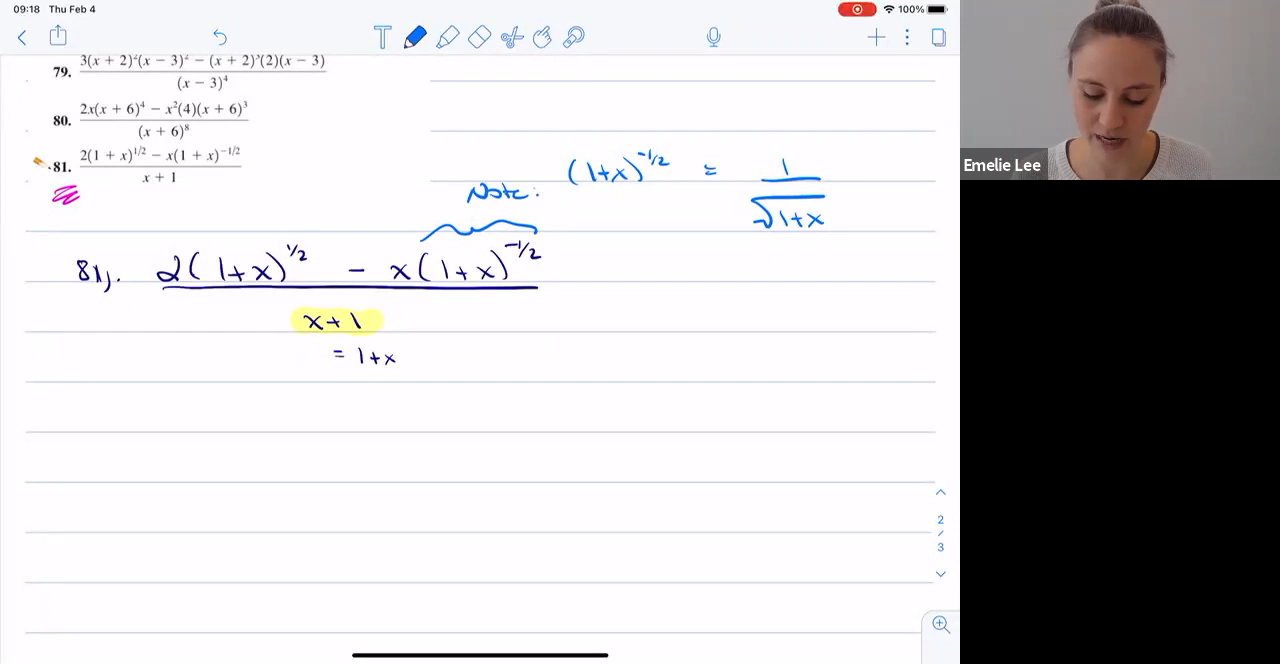 09:18 Thu Feb 4
100%
79. 3(x + 2)²(x − 3)² − (x + 2)³(2)(x − 3)
(x − 3)⁴
80. 2x(x + 6)⁴ − x²(4)(x + 6)³
(x + 6)⁸
81. 2(1 + x)^1/2 − x(1 + x)^−1/2
x + 1
Note: (1+x)^-1/2 = 1
√1+x
81). 2(1+x)^1/2 - x(1+x)^-1/2
x+1
= 1+x
Emelie Lee
2
/
3